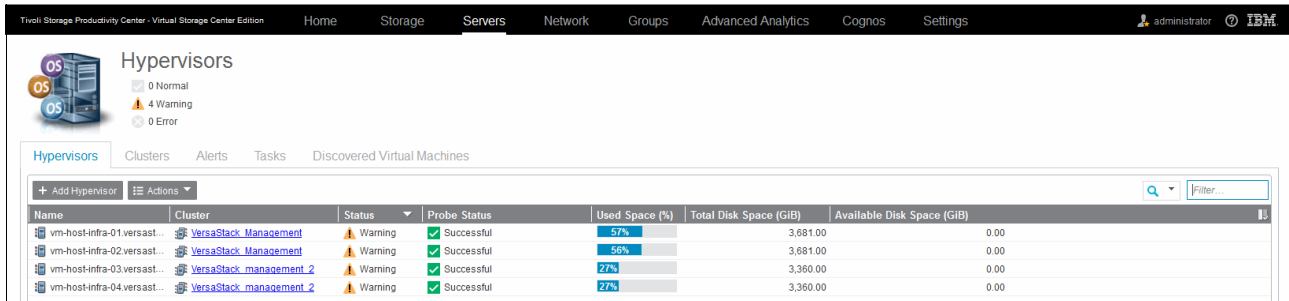 Tivoli Storage Productivity Center - Virtual Storage Center Edition Home Storage Servers Network Groups Advanced Analytics Cognos Settings administrator ? IBM
Hypervisors
0 Normal
4 Warning
0 Error
OS
OS
OS
Hypervisors Clusters Alerts Tasks Discovered Virtual Machines
+ Add Hypervisor Actions Filter...
Name Cluster Status Probe Status Used Space (%) Total Disk Space (GiB) Available Disk Space (GiB)
vm-host-infra-01.versast... VersaStack_Management Warning Successful 57% 3,681.00 0.00
vm-host-infra-02.versast... VersaStack_Management Warning Successful 56% 3,681.00 0.00
vm-host-infra-03.versast... VersaStack_management_2 Warning Successful 27% 3,360.00 0.00
vm-host-infra-04.versast... VersaStack_management_2 Warning Successful 27% 3,360.00 0.00